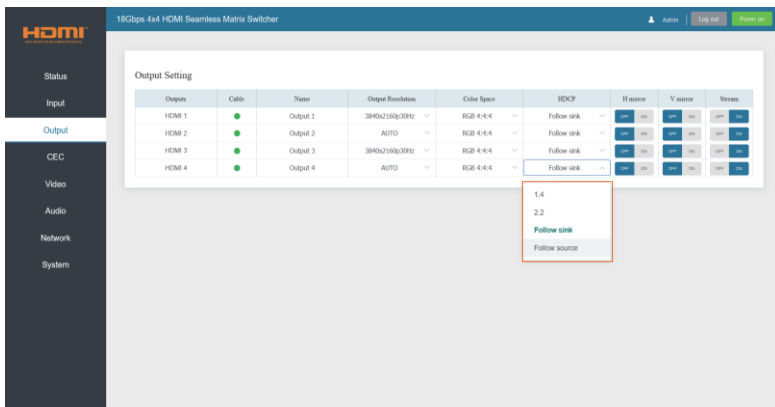 18Gbps 4x4 HDMI Seamless Matrix Switcher Admin Log out Power on
HDMI
Status
Input
Output
CEC
Video
Audio
Network
System
Output Setting
Outputs Cable Name Output Resolution Color Space HDCP H mirror V mirror Stream
HDMI 1 Output 1 3840x2160p30Hz RGB 4:4:4 Follow sink OFF ON OFF ON OFF ON
HDMI 2 Output 2 AUTO RGB 4:4:4 Follow sink OFF ON OFF ON OFF ON
HDMI 3 Output 3 3840x2160p30Hz RGB 4:4:4 Follow sink OFF ON OFF ON OFF ON
HDMI 4 Output 4 AUTO RGB 4:4:4 Follow sink OFF ON OFF ON OFF ON
1.4
2.2
Follow sink
Follow source